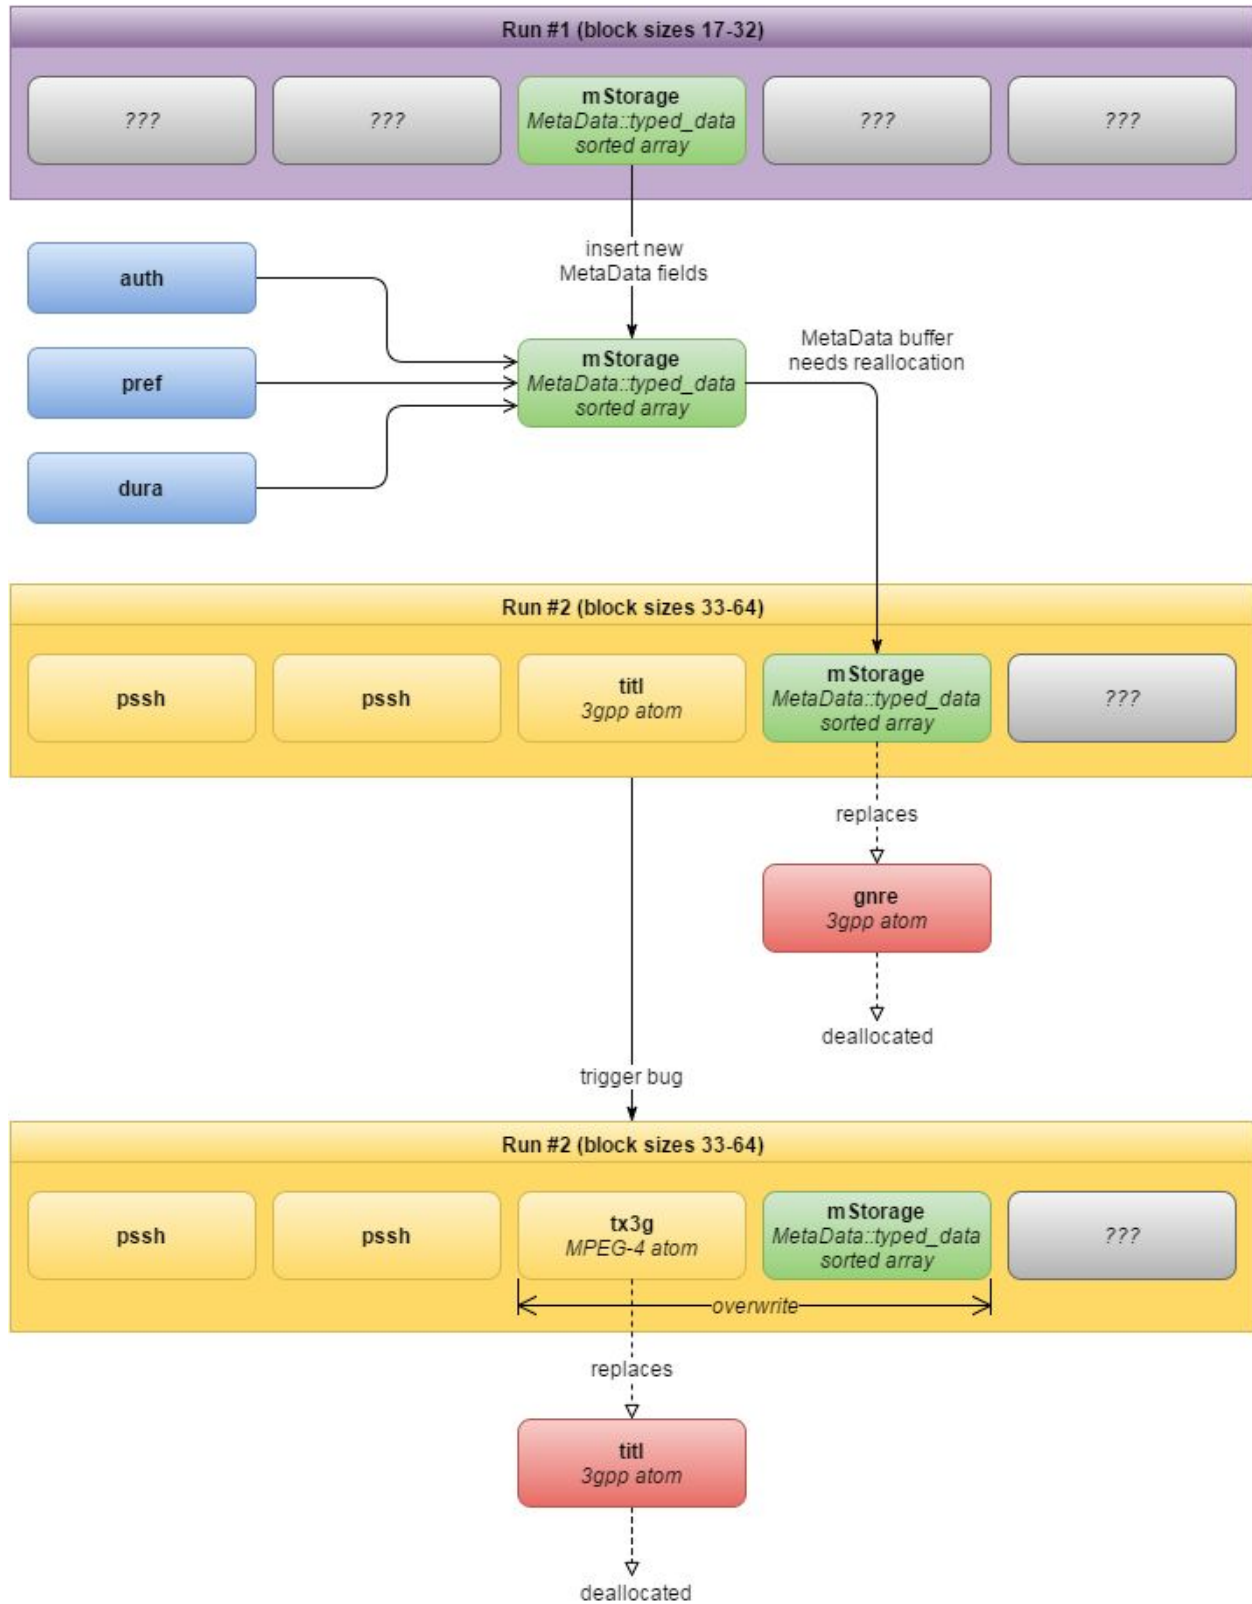 Run #1 (block sizes 17-32)
???
???
mStorage
MetaData::typed_data
sorted array
???
???
insert new
MetaData fields
auth
pref
dura
mStorage
MetaData::typed_data
sorted array
MetaData buffer
needs reallocation
Run #2 (block sizes 33-64)
pssh
pssh
titl
3gpp atom
mStorage
MetaData::typed_data
sorted array
???
replaces
gnre
3gpp atom
deallocated
trigger bug
Run #2 (block sizes 33-64)
pssh
pssh
tx3g
MPEG-4 atom
mStorage
MetaData::typed_data
sorted array
???
overwrite
replaces
titl
3gpp atom
deallocated